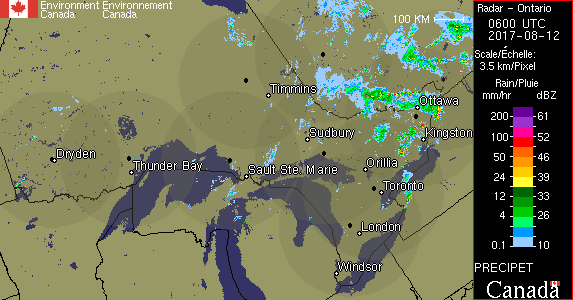 Environment Environnement
Canada Canada
100 KM
Timmins
Ottawa
Sudbury
Kingston
Dryden
Thunder Bay
Sault Ste. Marie
Orillia
Toronto
London
Windsor
Radar - Ontario
0600 UTC
2017-08-12
Scale/Échelle:
3.5 km/Pixel
Rain/Pluie
mm/hr dBZ
200 61
100 52
50 46
24 39
12 33
4 26
0.1 10
PRECIPET
Canada